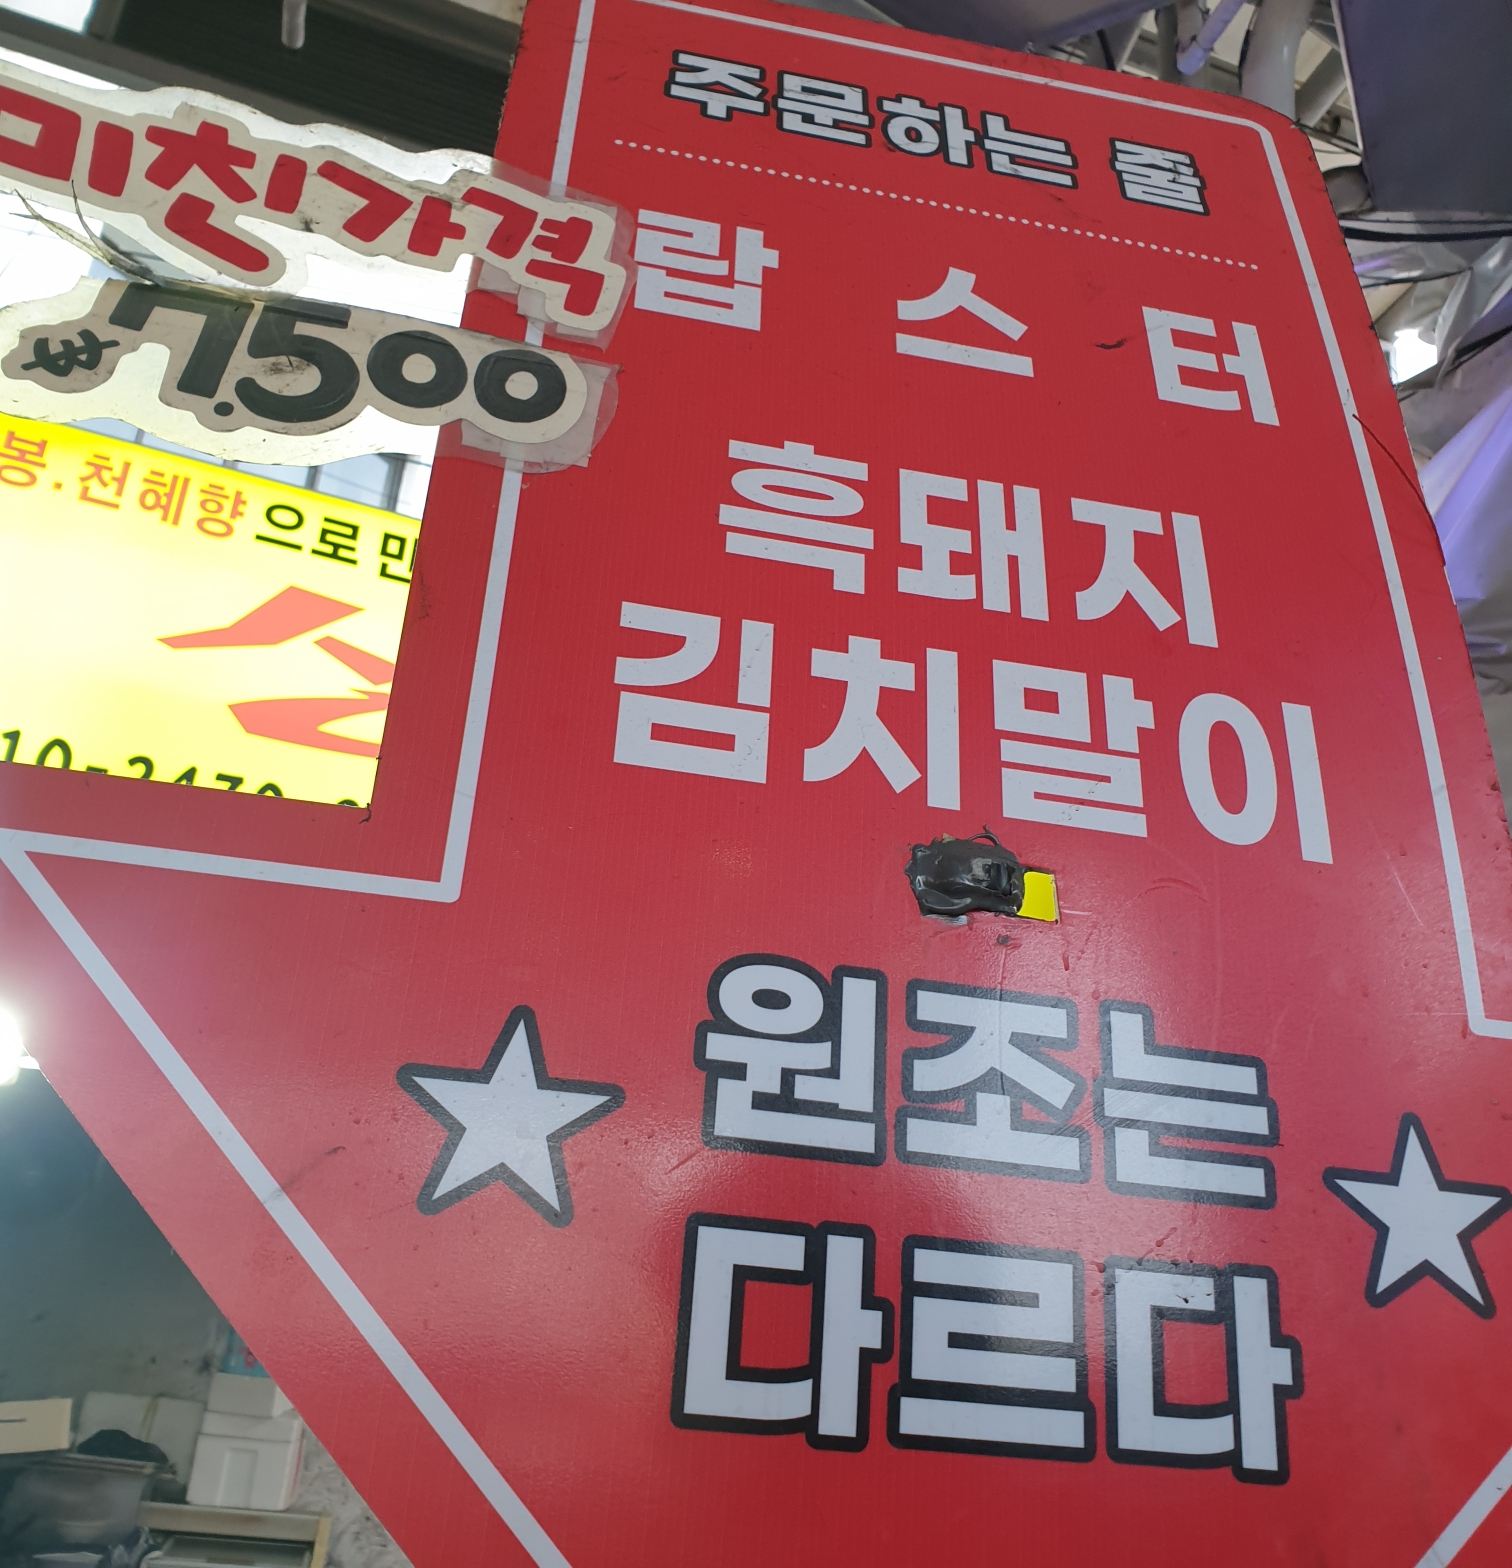 주문하는 줄
랍스터
흑돼지
김치말이
원조는
다르다
미친가격
₩7.500
봉.천혜향으로